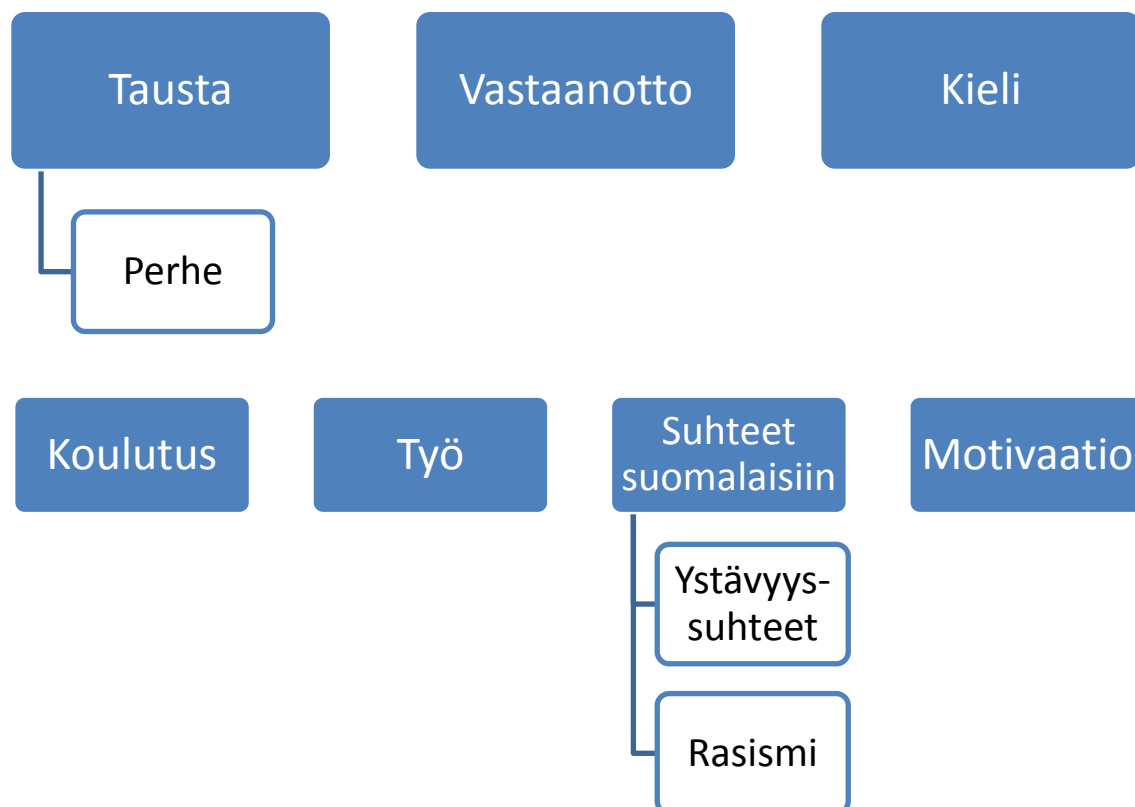 Tausta
Vastaanotto
Kieli
Perhe
Koulutus
Työ
Suhteet
suomalaisiin
Motivaatio
Ystävyys-
suhteet
Rasismi